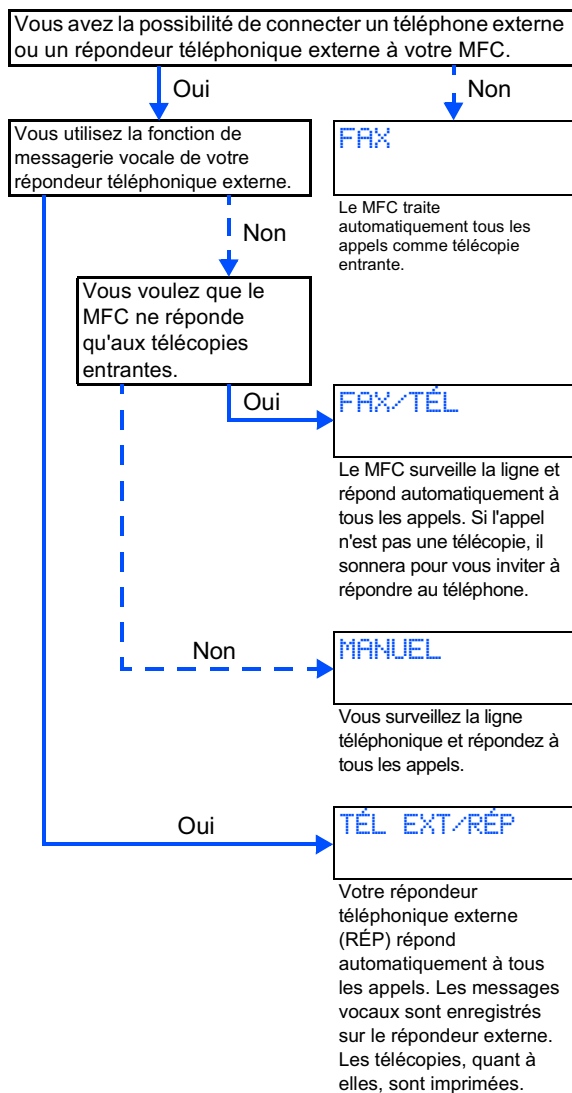 Vous avez la possibilité de connecter un téléphone externe
ou un répondeur téléphonique externe à votre MFC.
Oui
Non
Vous utilisez la fonction de
messagerie vocale de votre
répondeur téléphonique externe.
FAX
Le MFC traite
automatiquement tous les
appels comme télécopie
entrante.
Non
Vous voulez que le
MFC ne réponde
qu'aux télécopies
entrantes.
Oui
FAX/TÉL
Le MFC surveille la ligne et
répond automatiquement à
tous les appels. Si l'appel
n'est pas une télécopie, il
sonnera pour vous inviter à
répondre au téléphone.
Non
MANUEL
Vous surveillez la ligne
téléphonique et répondez à
tous les appels.
Oui
TÉL EXT/RÉP
Votre répondeur
téléphonique externe
(RÉP) répond
automatiquement à tous
les appels. Les messages
vocaux sont enregistrés
sur le répondeur externe.
Les télécopies, quant à
elles, sont imprimées.